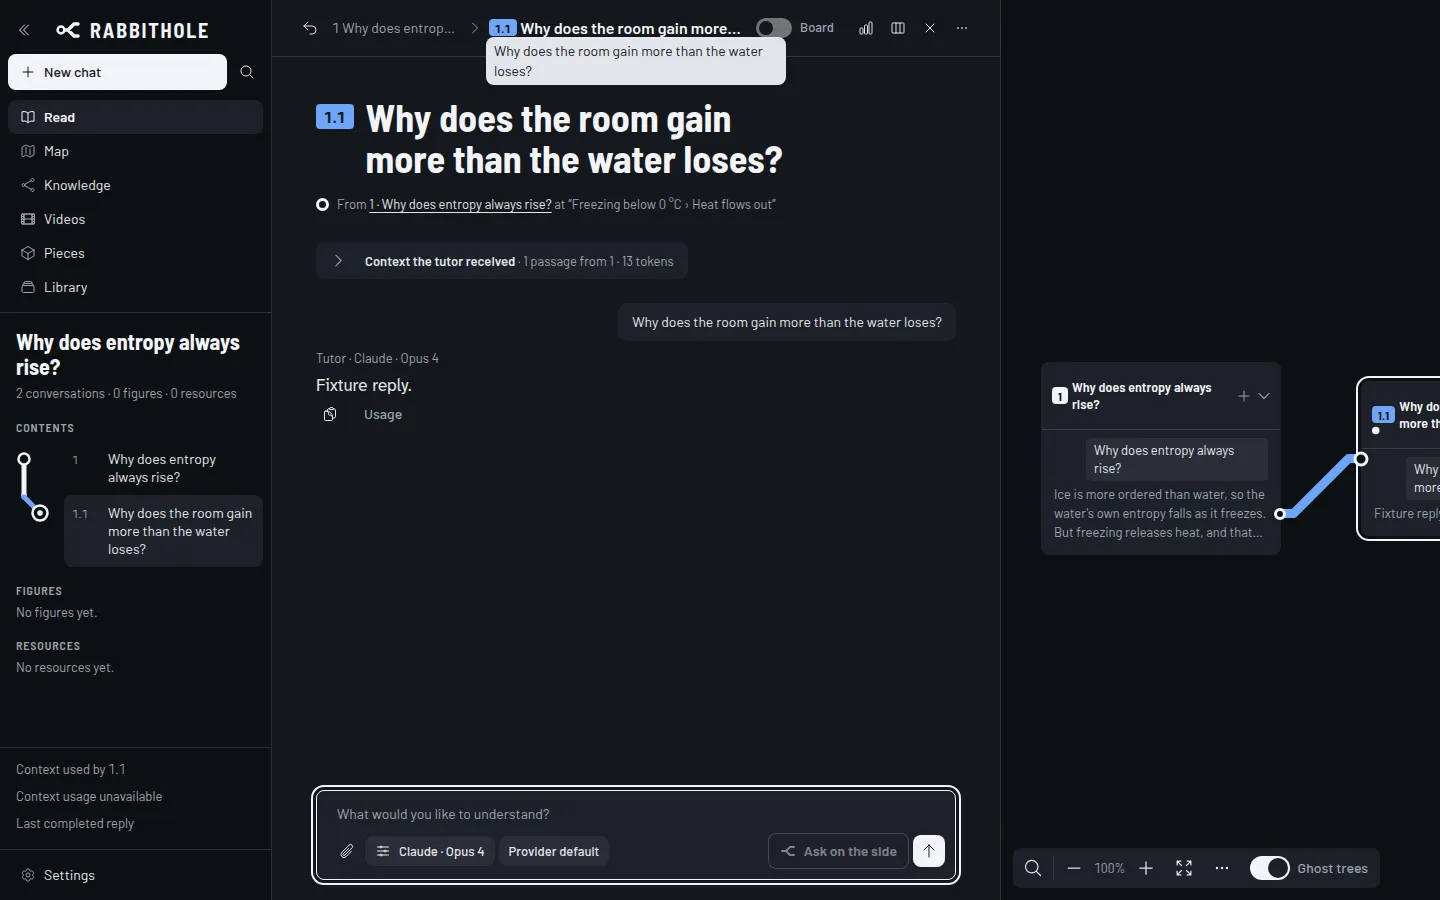 RABBITHOLE
New chat
Read
Map
Knowledge
Videos
Pieces
Library
Why does entropy always
rise?
2 conversations · 0 figures · 0 resources
CONTENTS
1 Why does entropy
always rise?
1.1 Why does the room gain
more than the water
loses?
FIGURES
No figures yet.
RESOURCES
No resources yet.
Context used by 1.1
Context usage unavailable
Last completed reply
Settings
1 Why does entrop... 1.1 Why does the room gain more... Board
Why does the room gain more than the water
loses?
1.1 Why does the room gain
more than the water loses?
From 1 · Why does entropy always rise? at “Freezing below 0 °C › Heat flows out”
Context the tutor received · 1 passage from 1 · 13 tokens
Why does the room gain more than the water loses?
Tutor · Claude · Opus 4
Fixture reply.
Usage
What would you like to understand?
Claude · Opus 4 Provider default Ask on the side
1 Why does entropy always
rise?
Why does entropy always
rise?
Ice is more ordered than water, so the
water's own entropy falls as it freezes.
But freezing releases heat, and that...
1.1 Why do
more th
Why
more
Fixture reply
100% Ghost trees